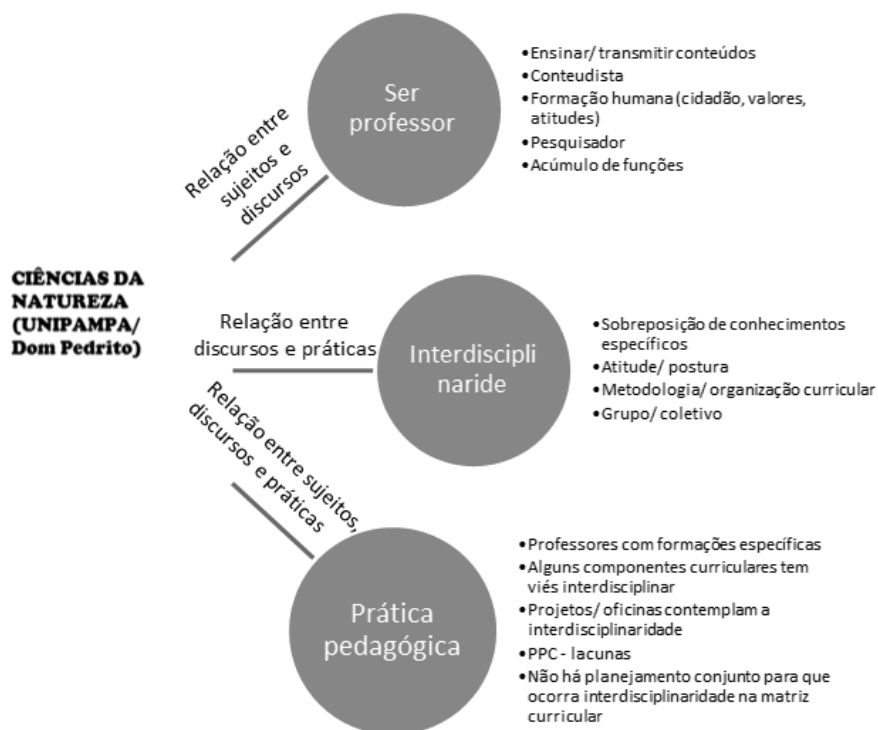 CIÊNCIAS DA
NATUREZA
(UNIPAMPA/
Dom Pedrito)
Relação entre
sujeitos e
discursos
Ser
professor
•Ensinar/ transmitir conteúdos
•Conteudista
•Formação humana (cidadão, valores,
atitudes)
•Pesquisador
•Acúmulo de funções
Relação entre
discursos e práticas
Interdiscipli
naride
•Sobreposição de conhecimentos
específicos
•Atitude/ postura
•Metodologia/ organização curricular
•Grupo/ coletivo
Relação entre sujeitos,
discursos e práticas
Prática
pedagógica
•Professores com formações específicas
•Alguns componentes curriculares tem
viés interdisciplinar
•Projetos/ oficinas contemplam a
interdisciplinaridade
•PPC - lacunas
•Não há planejamento conjunto para que
ocorra interdisciplinaridade na matriz
curricular